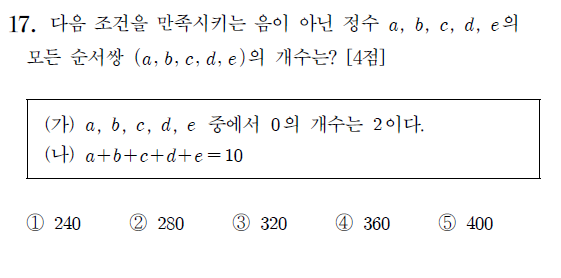 17. 다음 조건을 만족시키는 음이 아닌 정수 a, b, c, d, e의
모든 순서쌍 (a, b, c, d, e)의 개수는? [4점]
(가) a, b, c, d, e 중에서 0의 개수는 2이다.
(나) a+b+c+d+e=10
① 240 ② 280 ③ 320 ④ 360 ⑤ 400